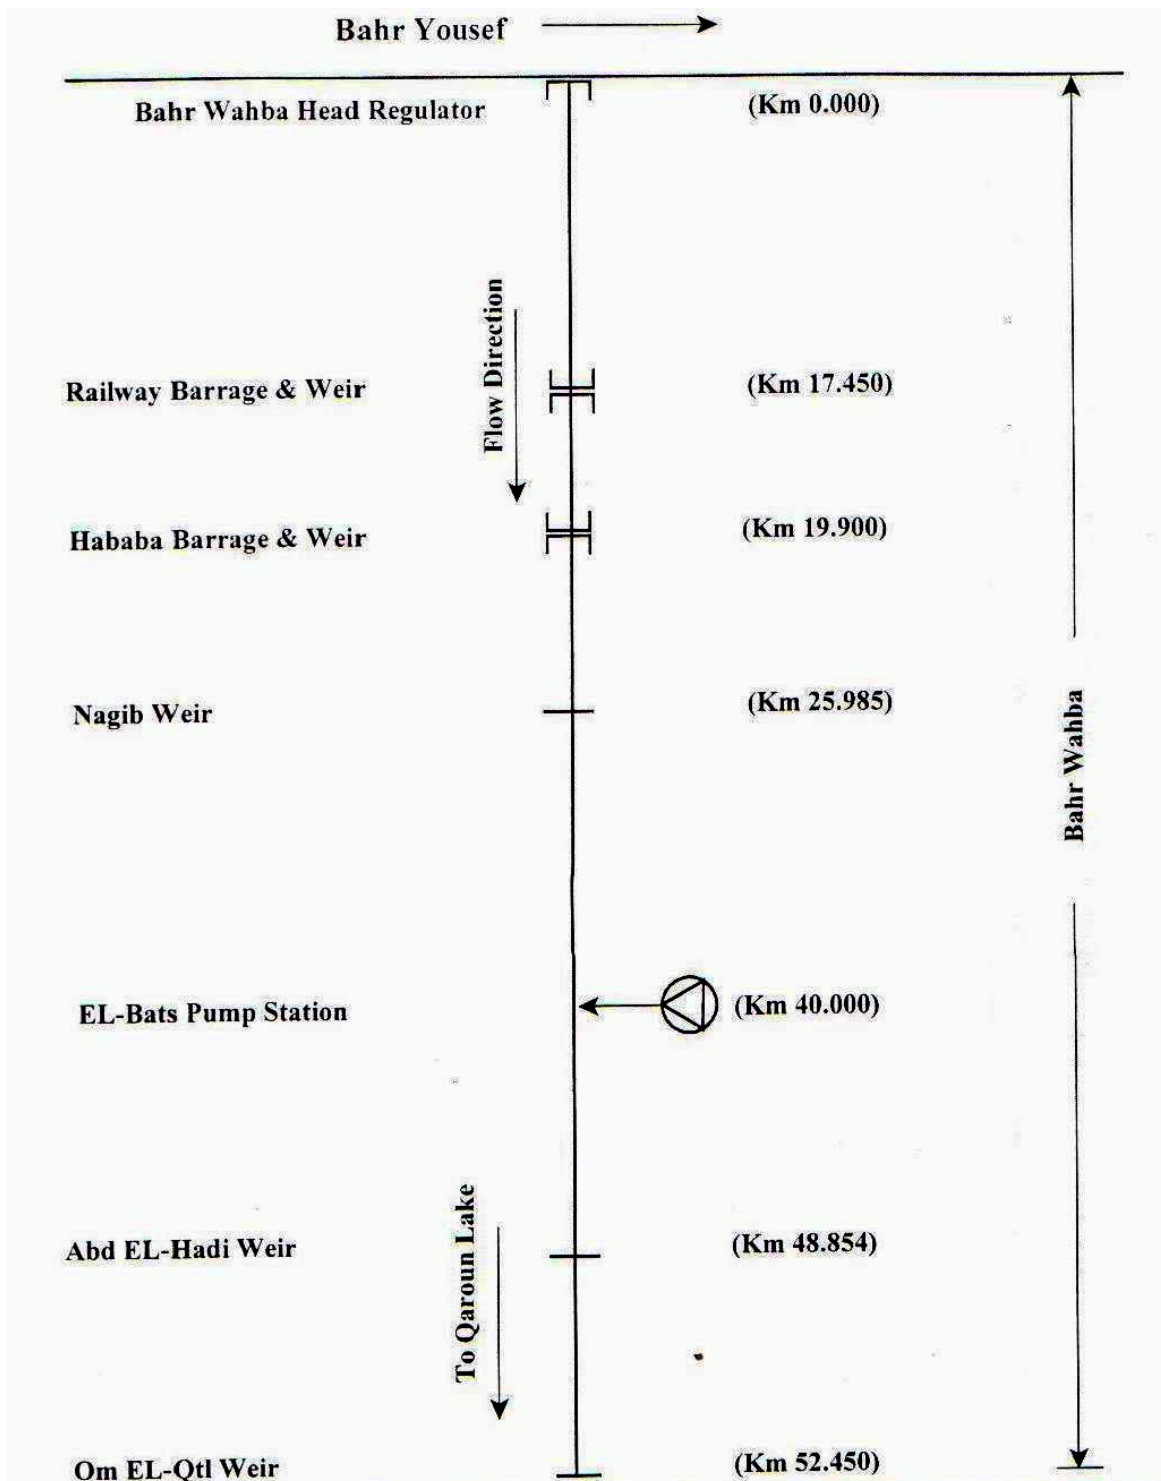 Bahr Yousef
Bahr Wahba Head Regulator
(Km 0.000)
Flow Direction
Railway Barrage & Weir
(Km 17.450)
Hababa Barrage & Weir
(Km 19.900)
Nagib Weir
(Km 25.985)
Bahr Wahba
EL-Bats Pump Station
(Km 40.000)
Abd EL-Hadi Weir
(Km 48.854)
To Qaroun Lake
Om EL-Qtl Weir
(Km 52.450)